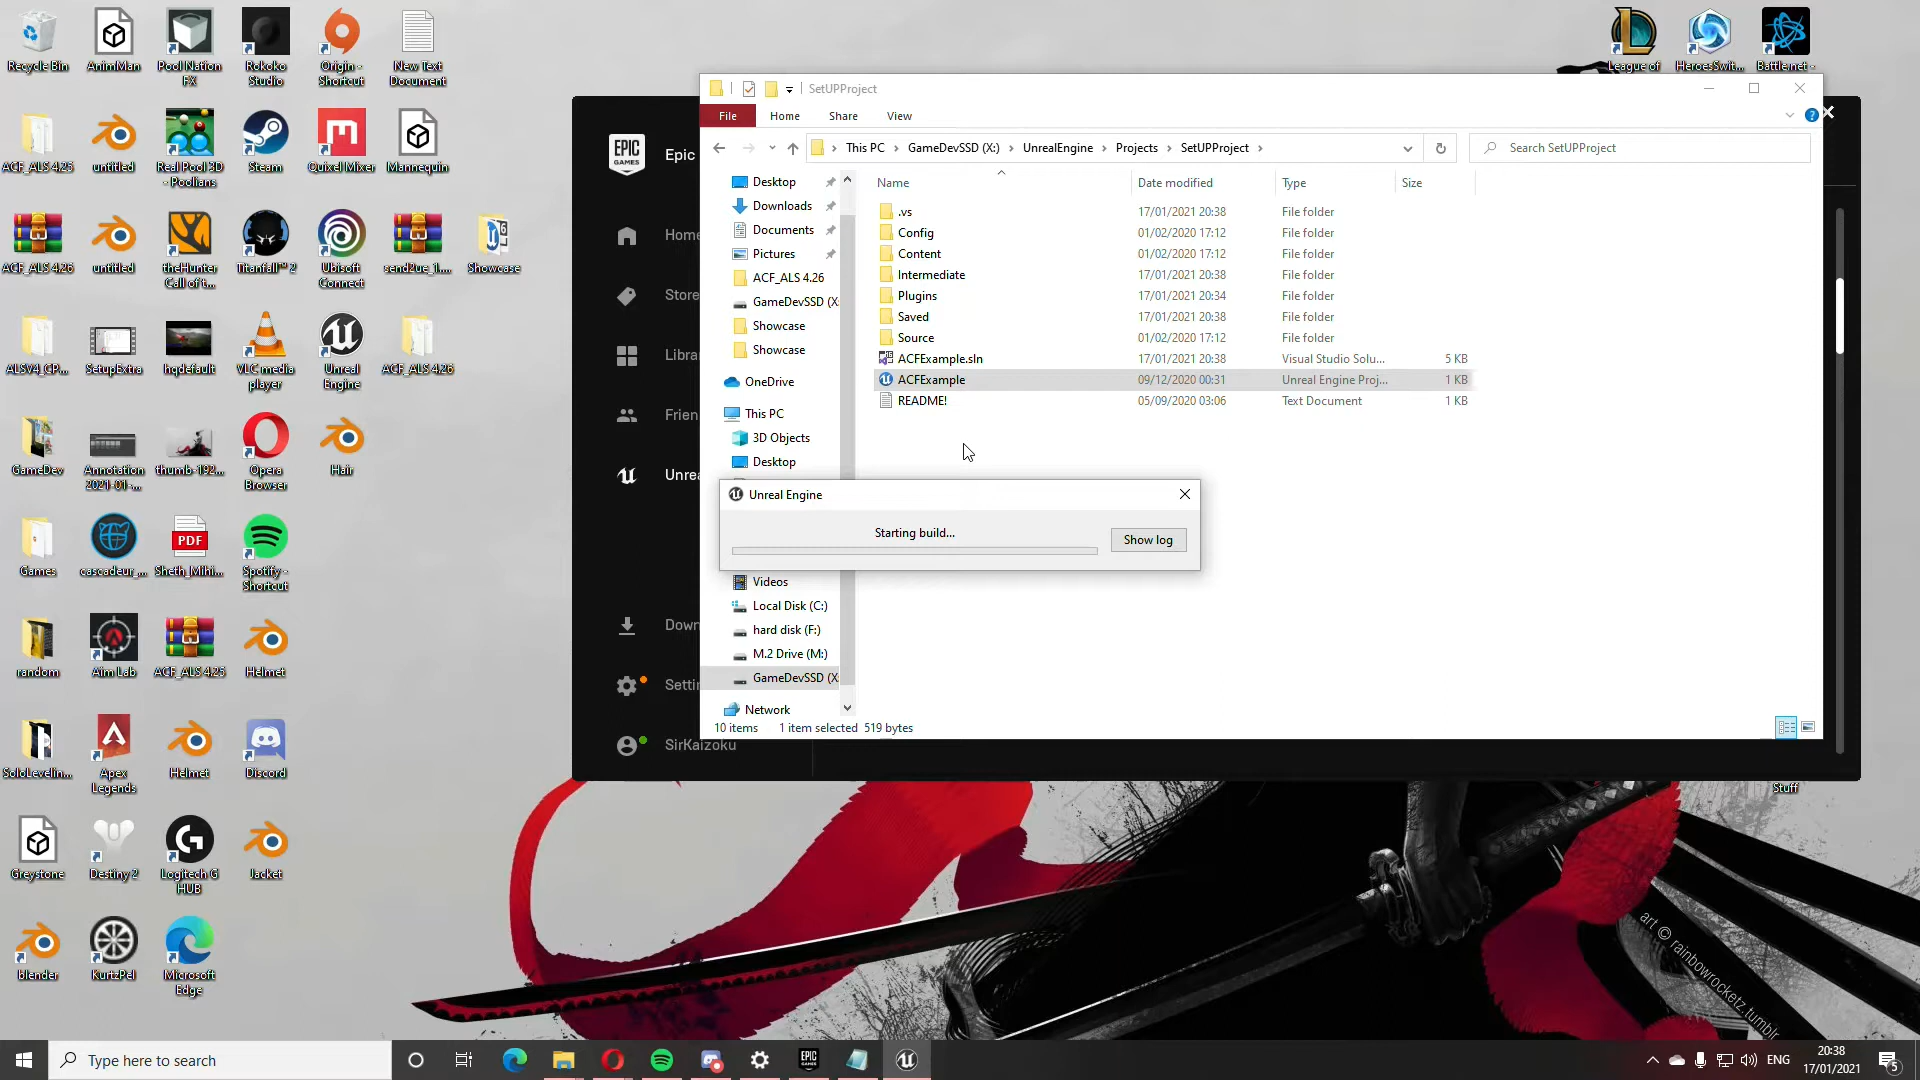 Recycle Bin
AnimMan
Pool Nation
FX
Rokoko
Studio
Origin -
Shortcut
New Text
Document
League of
HeroesSwit...
Battle.net -
ACF_ALS 4.25
untitled
Real Pool 3D
- Poolians
Steam
Quixel Mixer
Mannequin
ACF_ALS 4.26
untitled
theHunter
Call of t...
Titanfall™ 2
Ubisoft
Connect
send2ue_1....
Showcase
ALSV4_CP...
SetupExtra
hqdefault
VLC media
player
Unreal
Engine
ACF_ALS 4.26
GameDev
Annotation
2021-01-...
thumb-192...
Opera
Browser
Hair
Games
cascadeur_...
PDF
Sheth_Mihi...
Spotify -
Shortcut
random
Aim Lab
ACF_ALS 4.25
Helmet
SoloLevelin...
Apex
Legends
Helmet
Discord
Greystone
Destiny 2
Logitech G
HUB
Jacket
blender
KurtzPel
Microsoft
Edge
Stuff
EPIC
GAMES
Epic
Home
Store
Libra
Frien
Unrea
Down
Settin
SirKaizoku
SetUPProject
File
Home
Share
View
This PC
GameDevSSD (X:)
UnrealEngine
Projects
SetUPProject
Search SetUPProject
Desktop
Downloads
Documents
Pictures
ACF_ALS 4.26
GameDevSSD (X:
Showcase
Showcase
OneDrive
This PC
3D Objects
Desktop
Videos
Local Disk (C:)
hard disk (F:)
M.2 Drive (M:)
GameDevSSD (X:
Network
Name Date modified Type Size
.vs 17/01/2021 20:38 File folder
Config 01/02/2020 17:12 File folder
Content 01/02/2020 17:12 File folder
Intermediate 17/01/2021 20:38 File folder
Plugins 17/01/2021 20:34 File folder
Saved 17/01/2021 20:38 File folder
Source 01/02/2020 17:12 File folder
ACFExample.sln 17/01/2021 20:38 Visual Studio Solu... 5 KB
ACFExample 09/12/2020 00:31 Unreal Engine Proj... 1 KB
README! 05/09/2020 03:06 Text Document 1 KB
10 items 1 item selected 519 bytes
Unreal Engine
Starting build...
Show log
art © rainbowrocketz.tumblr
Type here to search
EPIC
GAMES
ENG
20:38
17/01/2021
5